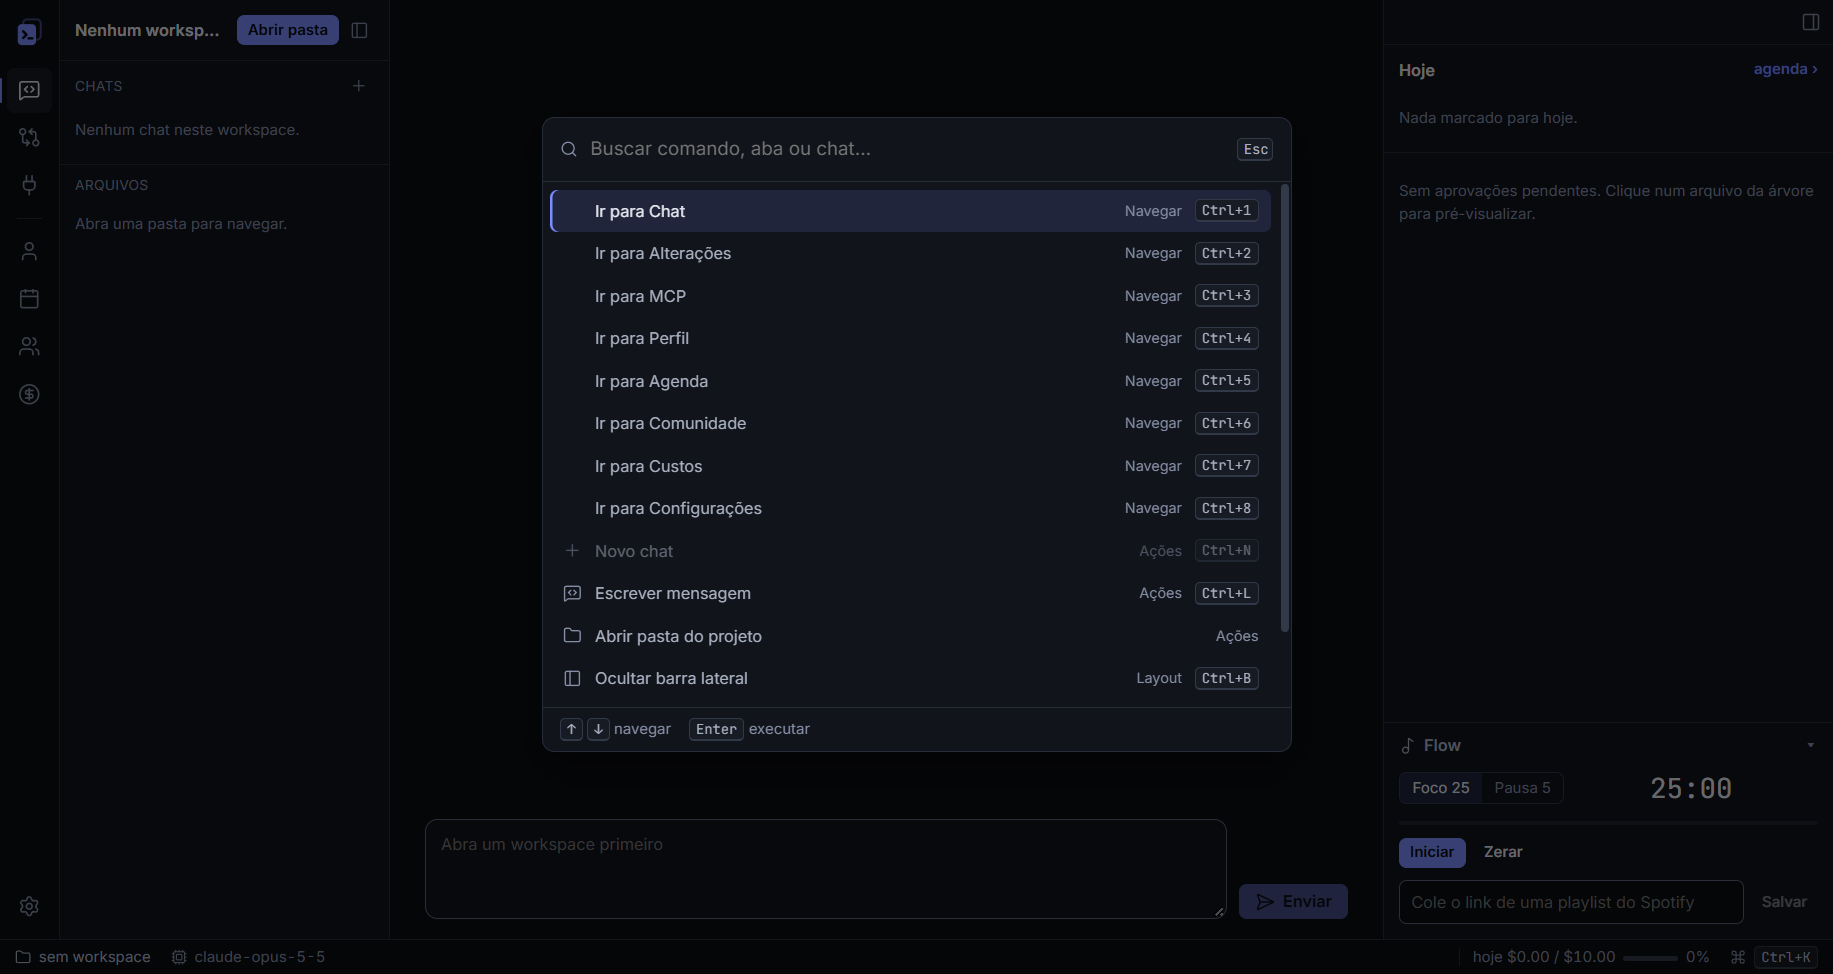 Nenhum worksp...
Abrir pasta
CHATS
Nenhum chat neste workspace.
ARQUIVOS
Abra uma pasta para navegar.
Buscar comando, aba ou chat...
Esc
Ir para Chat Navegar Ctrl+1
Ir para Alterações Navegar Ctrl+2
Ir para MCP Navegar Ctrl+3
Ir para Perfil Navegar Ctrl+4
Ir para Agenda Navegar Ctrl+5
Ir para Comunidade Navegar Ctrl+6
Ir para Custos Navegar Ctrl+7
Ir para Configurações Navegar Ctrl+8
Novo chat Ações Ctrl+N
Escrever mensagem Ações Ctrl+L
Abrir pasta do projeto Ações
Ocultar barra lateral Layout Ctrl+B
↑ ↓ navegar Enter executar
Abra um workspace primeiro
Enviar
Hoje
agenda ›
Nada marcado para hoje.
Sem aprovações pendentes. Clique num arquivo da árvore
para pré-visualizar.
Flow
Foco 25 Pausa 5 25:00
Iniciar Zerar
Cole o link de uma playlist do Spotify Salvar
sem workspace claude-opus-5-5
hoje $0.00 / $10.00 0% ⌘ Ctrl+K